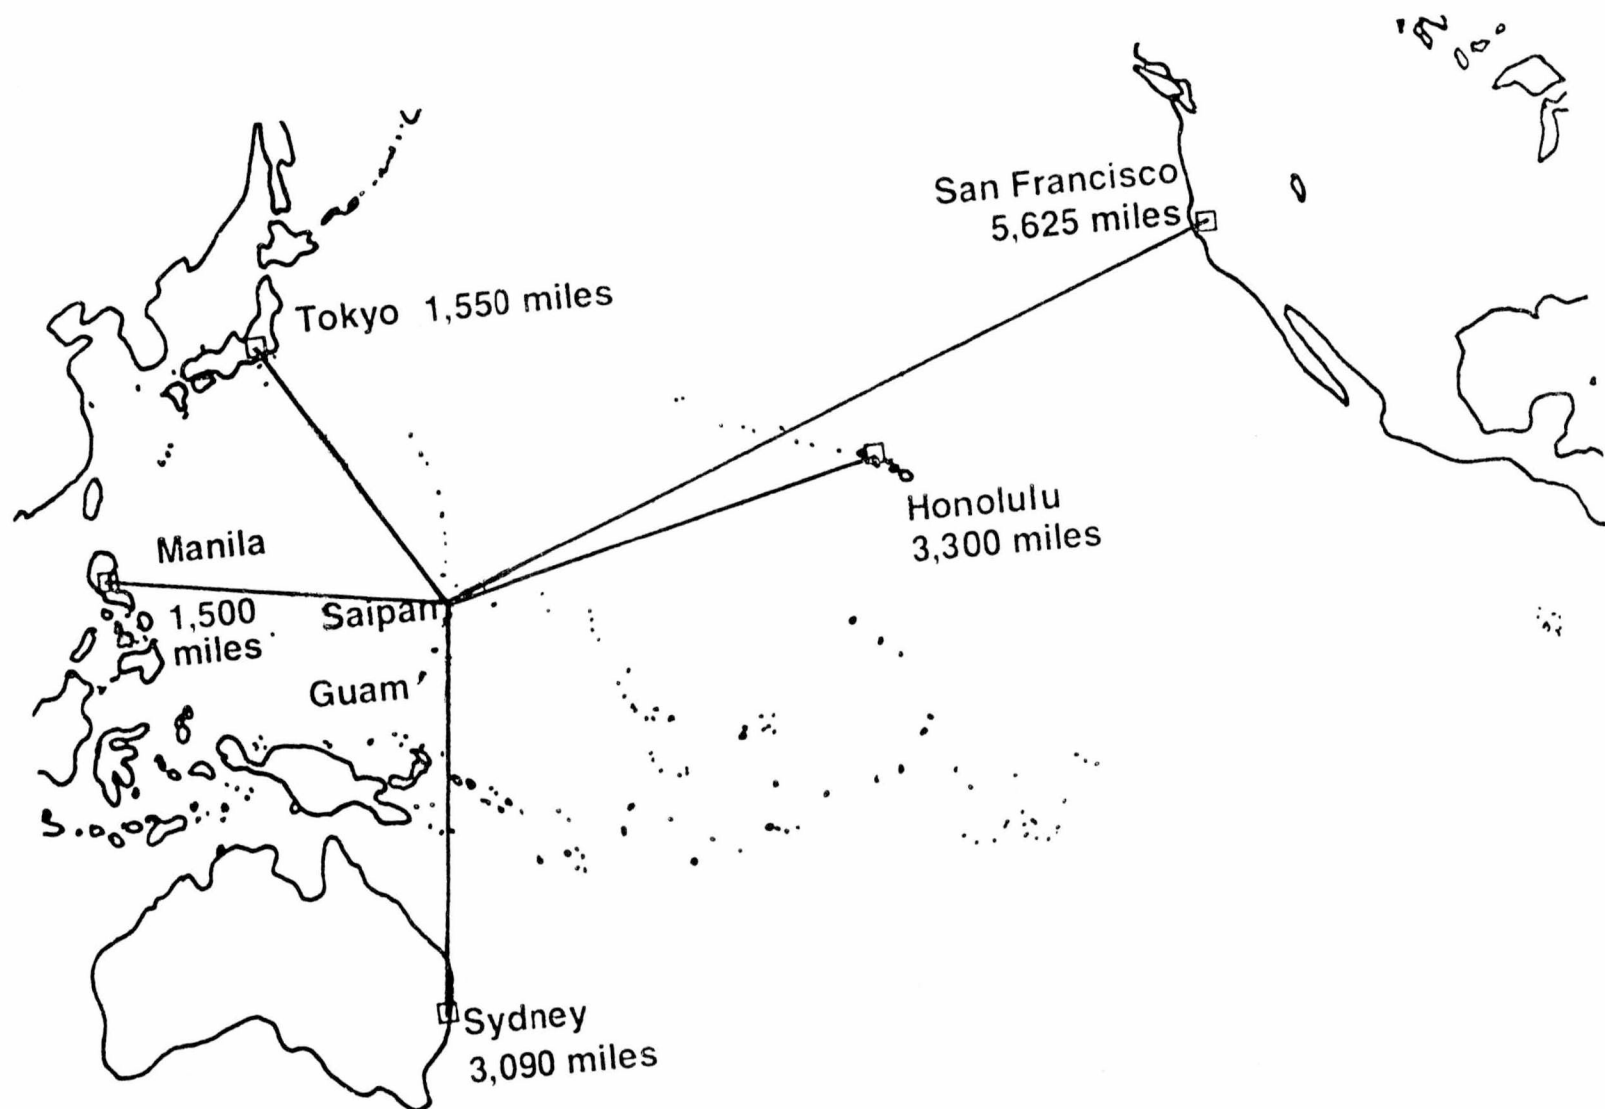 San Francisco
5,625 miles
Tokyo 1,550 miles
Honolulu
3,300 miles
Manila
1,500
miles
Saipan
Guam
Sydney
3,090 miles